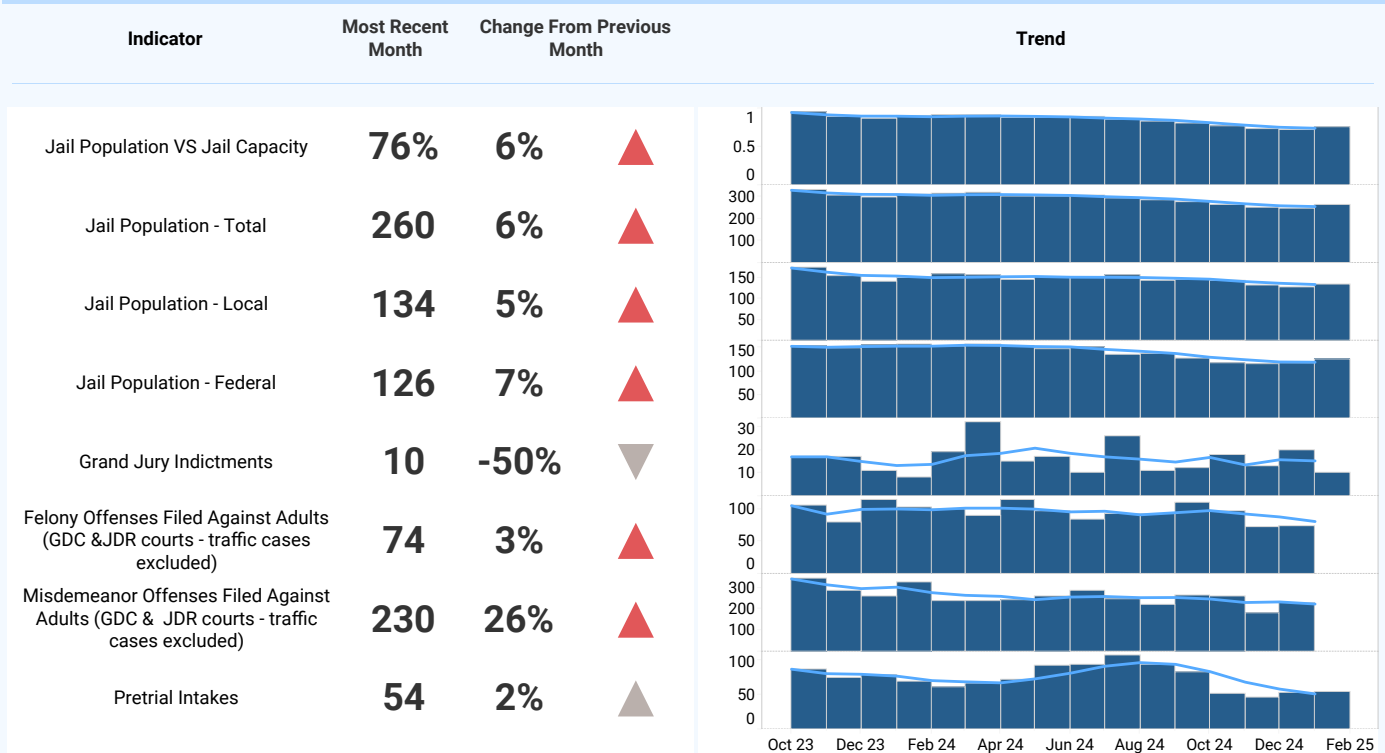 Indicator
Most Recent
Month
Change From Previous
Month
Trend
Jail Population VS Jail Capacity
76%
6%
1
0.5
0
Jail Population - Total
260
6%
300
200
100
Jail Population - Local
134
5%
150
100
50
Jail Population - Federal
126
7%
150
100
50
Grand Jury Indictments
10
-50%
30
20
10
Felony Offenses Filed Against Adults
(GDC &JDR courts - traffic cases
excluded)
74
3%
100
50
0
Misdemeanor Offenses Filed Against
Adults (GDC & JDR courts - traffic
cases excluded)
230
26%
300
200
100
Pretrial Intakes
54
2%
100
50
0
Oct 23 Dec 23 Feb 24 Apr 24 Jun 24 Aug 24 Oct 24 Dec 24 Feb 25